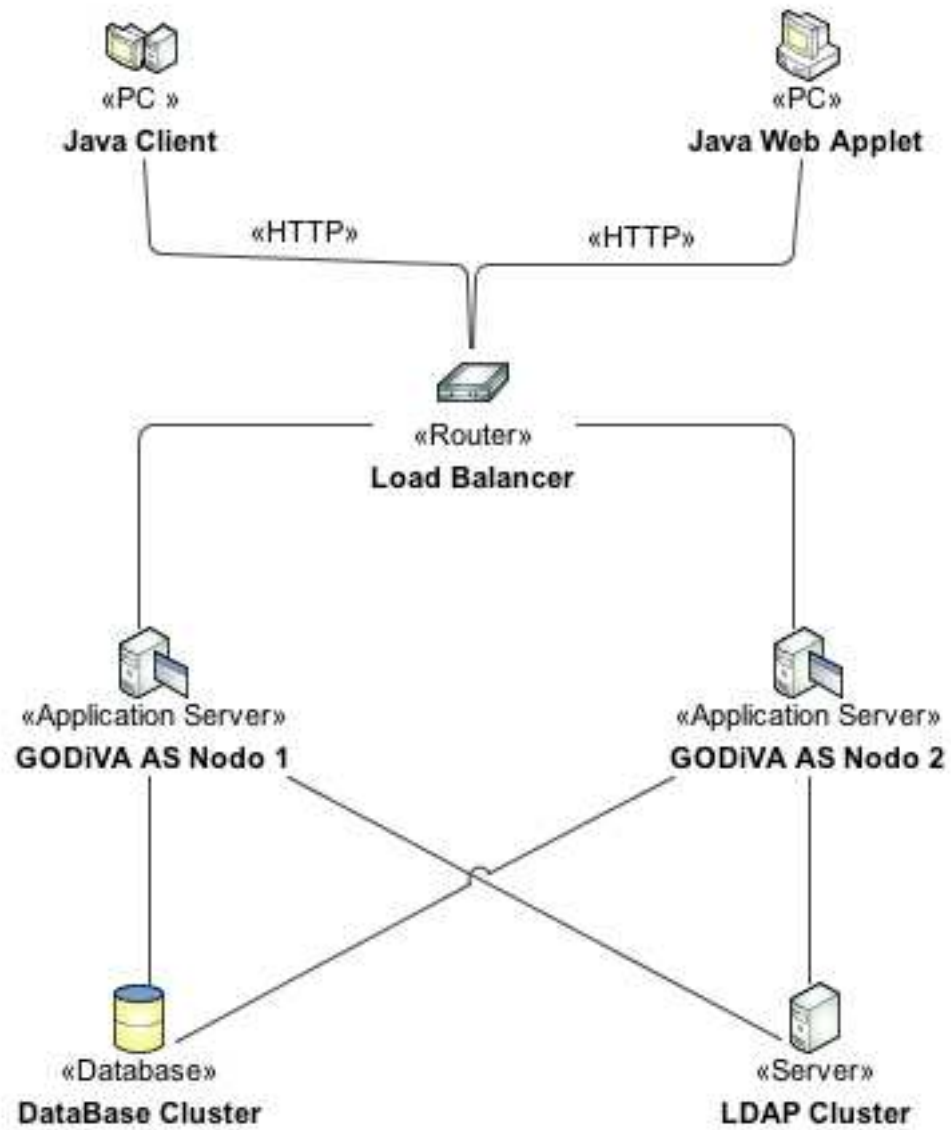 «PC »
Java Client
«PC»
Java Web Applet
«HTTP»
«HTTP»
«Router»
Load Balancer
«Application Server»
GODiVA AS Nodo 1
«Application Server»
GODiVA AS Nodo 2
«Database»
DataBase Cluster
«Server»
LDAP Cluster